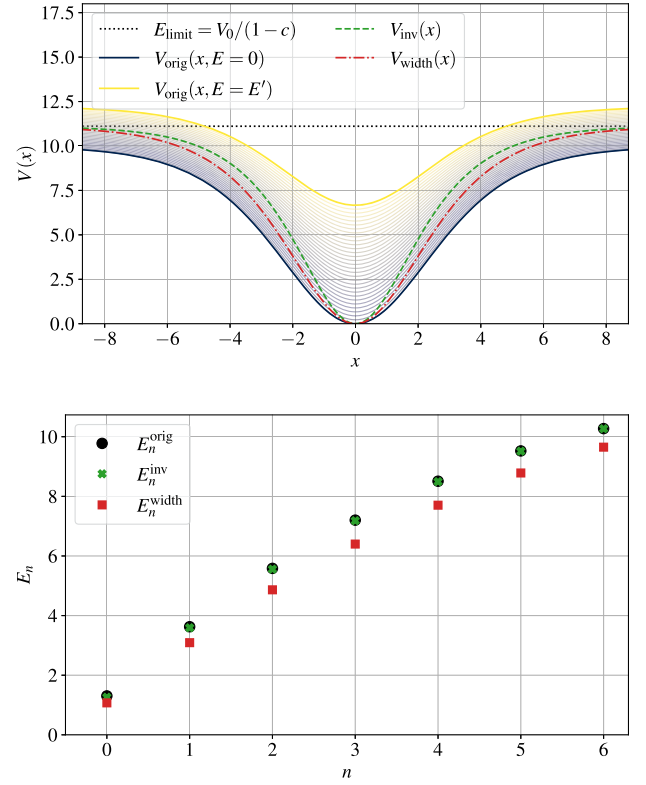 17.5
15.0
12.5
10.0
7.5
5.0
2.5
0.0
V(x)
E_limit = V_0/(1 − c)
V_orig(x, E = 0)
V_orig(x, E = E′)
V_inv(x)
V_width(x)
−8 −6 −4 −2 0 2 4 6 8
x
10
8
6
4
2
0
E_n
E_n^orig
E_n^inv
E_n^width
0 1 2 3 4 5 6
n